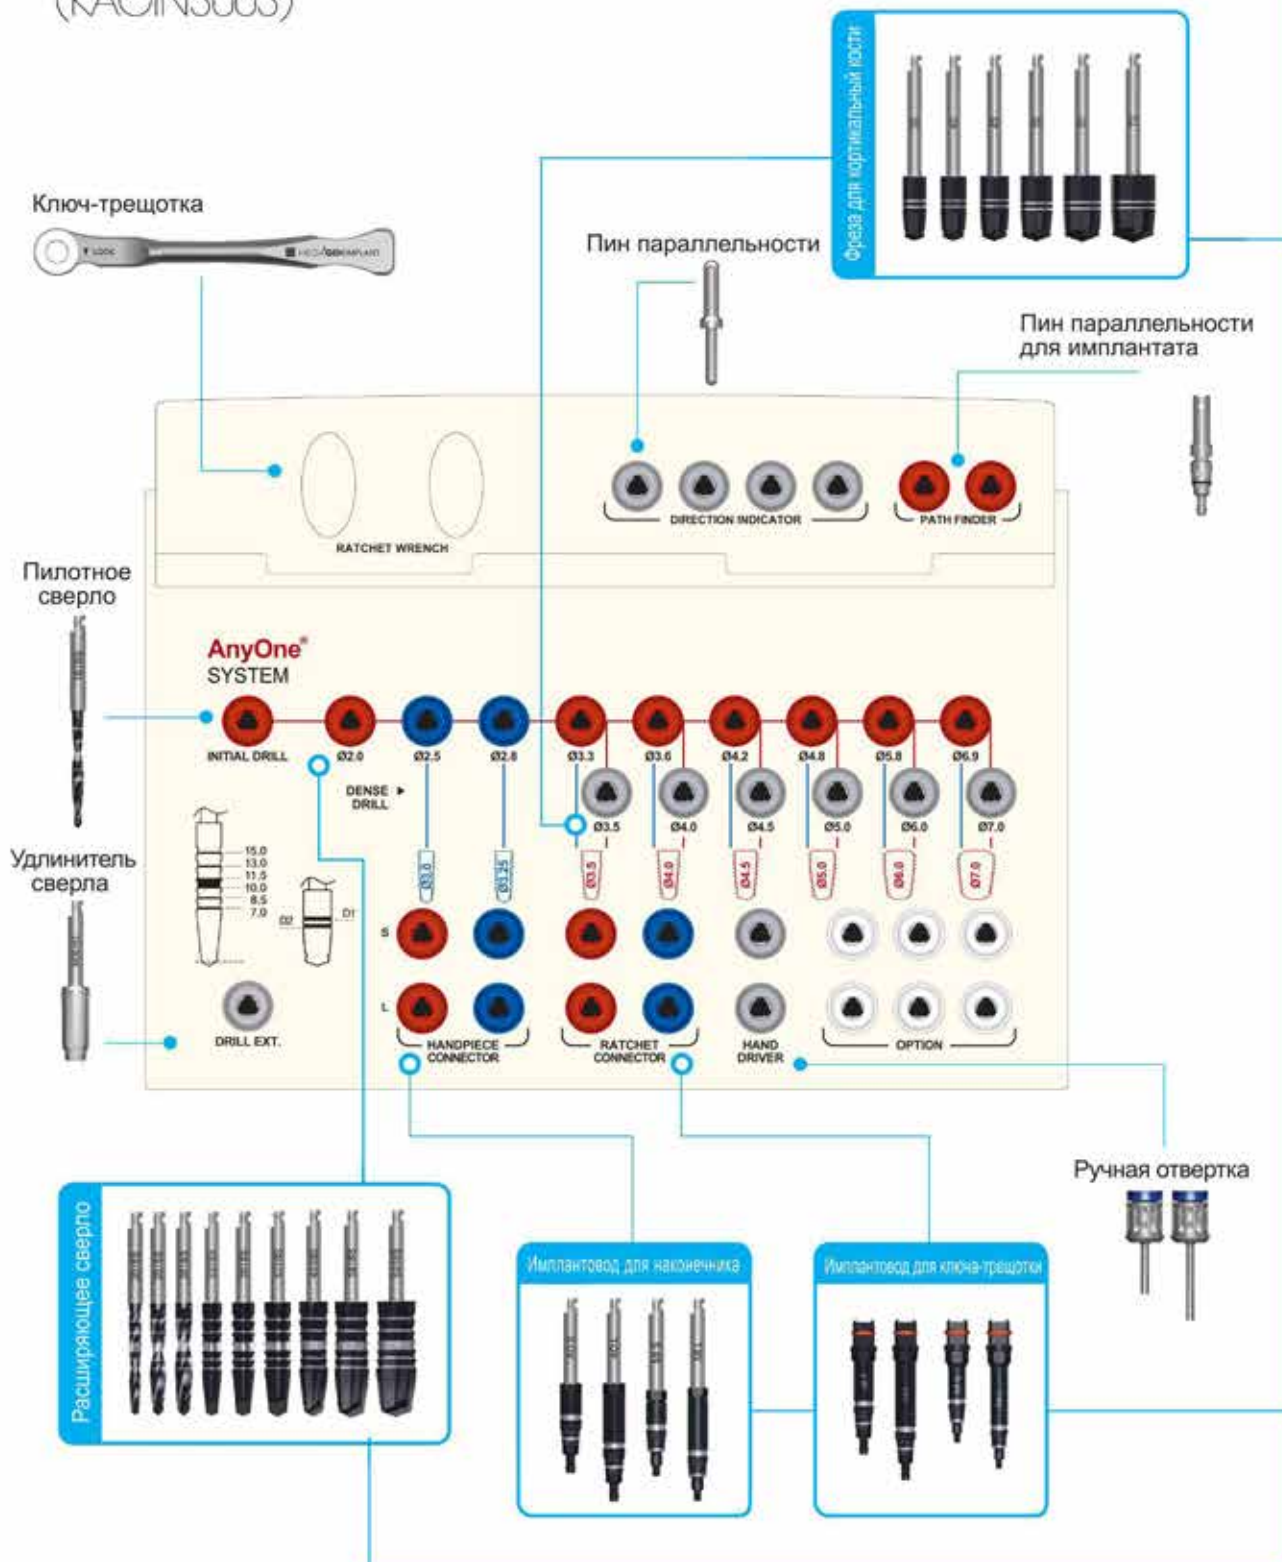 (KAOIN3003)
Фреза для кортикальный кости
Ключ-трещотка
LOCK
MEGA'GEN IMPLANT
Пин параллельности
Пин параллельности
для имплантата
DIRECTION INDICATOR
PATH FINDER
RATCHET WRENCH
Пилотное
сверло
AnyOne®
SYSTEM
INITIAL DRILL
Ø2.0
Ø2.5
Ø2.8
Ø3.3
Ø3.6
Ø4.2
Ø4.8
Ø5.8
Ø6.9
DENSE ►
DRILL
Ø3.5
Ø4.0
Ø4.5
Ø5.0
Ø6.0
Ø7.0
Удлинитель
сверла
15.0
13.0
11.5
10.0
8.5
7.0
D2
D1
Ø3.0
Ø3.25
Ø3.5
Ø4.0
Ø4.5
Ø5.0
Ø6.0
Ø7.0
S
L
DRILL EXT.
HANDPIECE
CONNECTOR
RATCHET
CONNECTOR
HAND
DRIVER
OPTION
Ручная отвертка
Расширяющее сверло
Имплантовод для наконечника
Имплантовод для ключа-трещотки